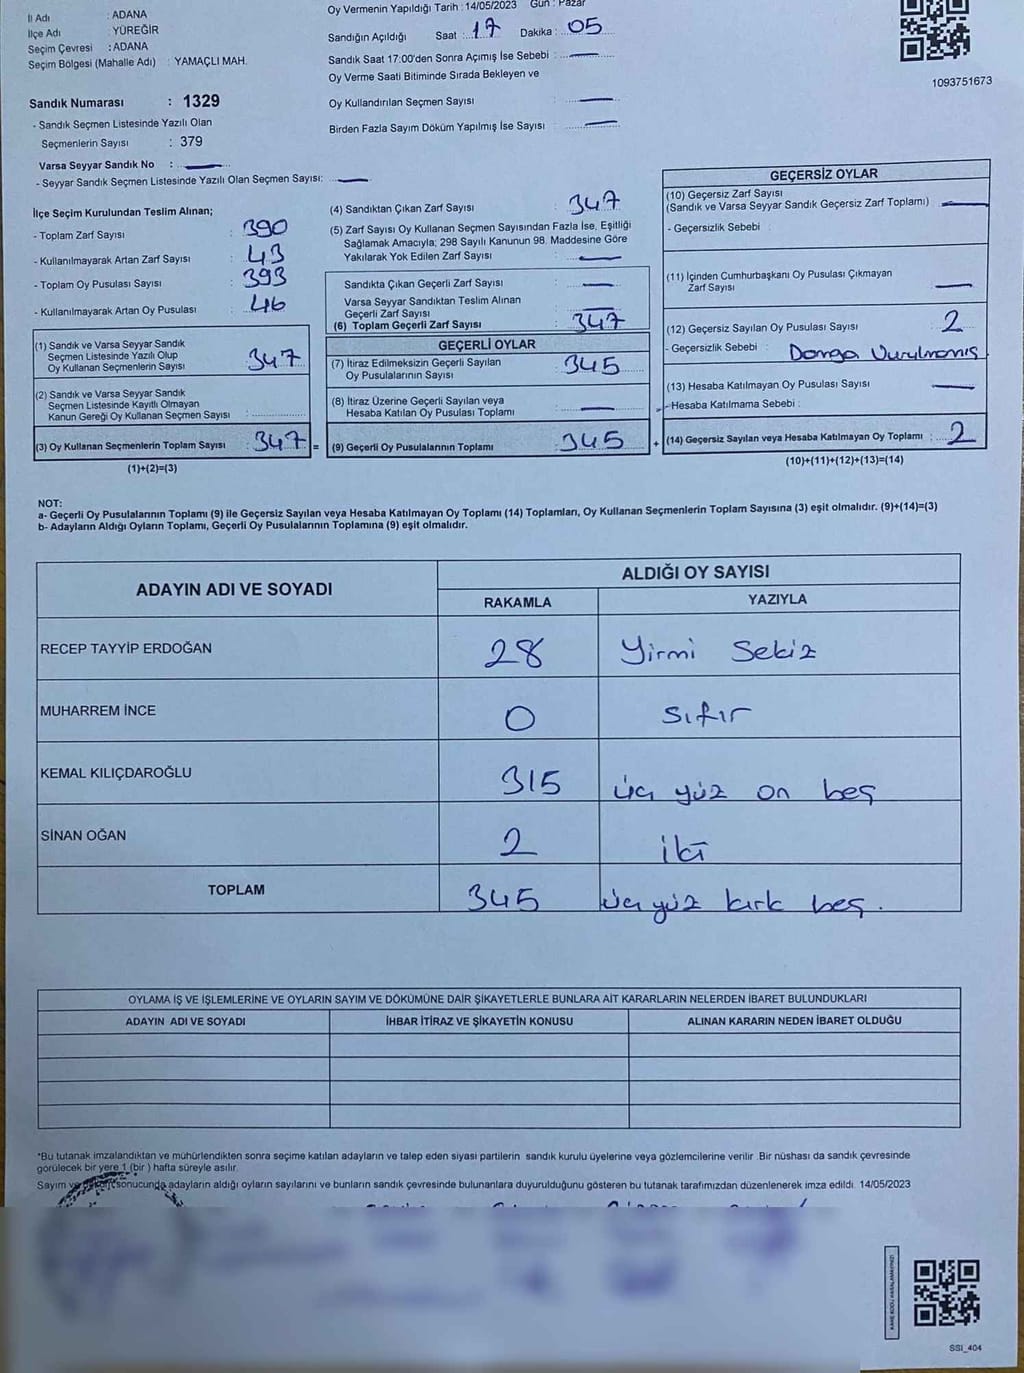 İl Adı : ADANA
İlçe Adı : YÜREĞİR
Seçim Çevresi : ADANA
Seçim Bölgesi (Mahalle Adı) : YAMAÇLI MAH.
Sandık Numarası : 1329
- Sandık Seçmen Listesinde Yazılı Olan
Seçmenlerin Sayısı : 379
Varsa Seyyar Sandık No :
- Seyyar Sandık Seçmen Listesinde Yazılı Olan Seçmen Sayısı:
Oy Vermenin Yapıldığı Tarih : 14/05/2023 Gün : Pazar
Sandığın Açıldığı Saat : 17 Dakika : 05
Sandık Saat 17:00'den Sonra Açımış İse Sebebi :
Oy Verme Saati Bitiminde Sırada Bekleyen ve
Oy Kullandırılan Seçmen Sayısı :
Birden Fazla Sayım Döküm Yapılmış İse Sayısı :
1093751673
İlçe Seçim Kurulundan Teslim Alınan;
- Toplam Zarf Sayısı : 390
- Kullanılmayarak Artan Zarf Sayısı : 43
- Toplam Oy Pusulası Sayısı : 393
- Kullanılmayarak Artan Oy Pusulası : 46
(1) Sandık ve Varsa Seyyar Sandık
Seçmen Listesinde Yazılı Olup
Oy Kullanan Seçmenlerin Sayısı : 347
(2) Sandık ve Varsa Seyyar Sandık
Seçmen Listesinde Kayıtlı Olmayan
Kanun Gereği Oy Kullanan Seçmen Sayısı :
(3) Oy Kullanan Seçmenlerin Toplam Sayısı : 347 =
(1)+(2)=(3)
(4) Sandıktan Çıkan Zarf Sayısı : 347
(5) Zarf Sayısı Oy Kullanan Seçmen Sayısından Fazla İse, Eşitliği
Sağlamak Amacıyla; 298 Sayılı Kanunun 98. Maddesine Göre
Yakılarak Yok Edilen Zarf Sayısı :
Sandıkta Çıkan Geçerli Zarf Sayısı :
Varsa Seyyar Sandıktan Teslim Alınan
Geçerli Zarf Sayısı :
(6) Toplam Geçerli Zarf Sayısı : 347
GEÇERLİ OYLAR
(7) İtiraz Edilmeksizin Geçerli Sayılan
Oy Pusulalarının Sayısı : 345
(8) İtiraz Üzerine Geçerli Sayılan veya
Hesaba Katılan Oy Pusulası Toplamı :
(9) Geçerli Oy Pusulalarının Toplamı : 345 +
GEÇERSİZ OYLAR
(10) Geçersiz Zarf Sayısı
(Sandık ve Varsa Seyyar Sandık Geçersiz Zarf Toplamı) :
- Geçersizlik Sebebi :
(11) İçinden Cumhurbaşkanı Oy Pusulası Çıkmayan
Zarf Sayısı :
(12) Geçersiz Sayılan Oy Pusulası Sayısı : 2
- Geçersizlik Sebebi : Damga Vurulmamış
(13) Hesaba Katılmayan Oy Pusulası Sayısı :
- Hesaba Katılmama Sebebi :
(14) Geçersiz Sayılan veya Hesaba Katılmayan Oy Toplamı : 2
(10)+(11)+(12)+(13)=(14)
NOT:
a- Geçerli Oy Pusulalarının Toplamı (9) ile Geçersiz Sayılan veya Hesaba Katılmayan Oy Toplamı (14) Toplamları, Oy Kullanan Seçmenlerin Toplam Sayısına (3) eşit olmalıdır. (9)+(14)=(3)
b- Adayların Aldığı Oyların Toplamı, Geçerli Oy Pusulalarının Toplamına (9) eşit olmalıdır.
ADAYIN ADI VE SOYADI ALDIĞI OY SAYISI
RAKAMLA YAZIYLA
RECEP TAYYİP ERDOĞAN 28 Yirmi Sekiz
MUHARREM İNCE 0 sıfır
KEMAL KILIÇDAROĞLU 315 üç yüz on beş
SİNAN OĞAN 2 iki
TOPLAM 345 üç yüz kırk beş.
OYLAMA İŞ VE İŞLEMLERİNE VE OYLARIN SAYIM VE DÖKÜMÜNE DAİR ŞİKAYETLERLE BUNLARA AİT KARARLARIN NELERDEN İBARET BULUNDUKLARI
ADAYIN ADI VE SOYADI İHBAR İTİRAZ VE ŞİKAYETİN KONUSU ALINAN KARARIN NEDEN İBARET OLDUĞU
*Bu tutanak imzalandıktan ve mühürlendikten sonra seçime katılan adayların ve talep eden siyasi partilerin sandık kurulu üyelerine veya gözlemcilerine verilir .Bir nüshası da sandık çevresinde
görülecek bir yere 1 (bir ) hafta süreyle asılır.
Sayım ve sonucunda adayların aldığı oyların sayılarını ve bunların sandık çevresinde bulunanlara duyurulduğunu gösteren bu tutanak tarafımızdan düzenlenerek imza edildi. 14/05/2023
SSI_404